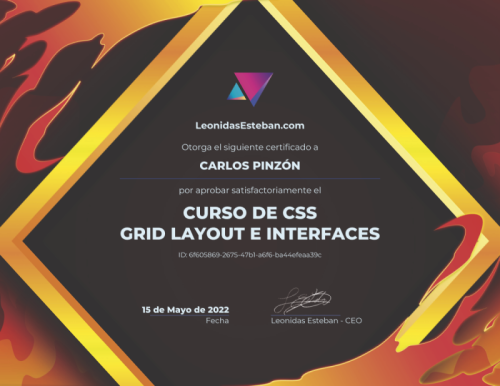 LeonidasEsteban.com
Otorga el siguiente certificado a
CARLOS PINZÓN
por aprobar satisfactoriamente el
CURSO DE CSS
GRID LAYOUT E INTERFACES
ID: 6f605869-2675-47b1-a6f6-ba44efeaa39c
15 de Mayo de 2022
Fecha
Leonidas Esteban - CEO